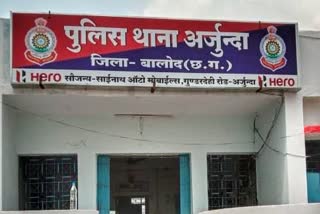 पुलिस थाना अर्जुन्दा
जिला- बालोद(छ.ग.)
Hero सौजन्य-साईनाथ ऑटो मोबाईल्स, गुण्डरदेही रोड-अर्जुन्दा Hero
पुलिस थाना